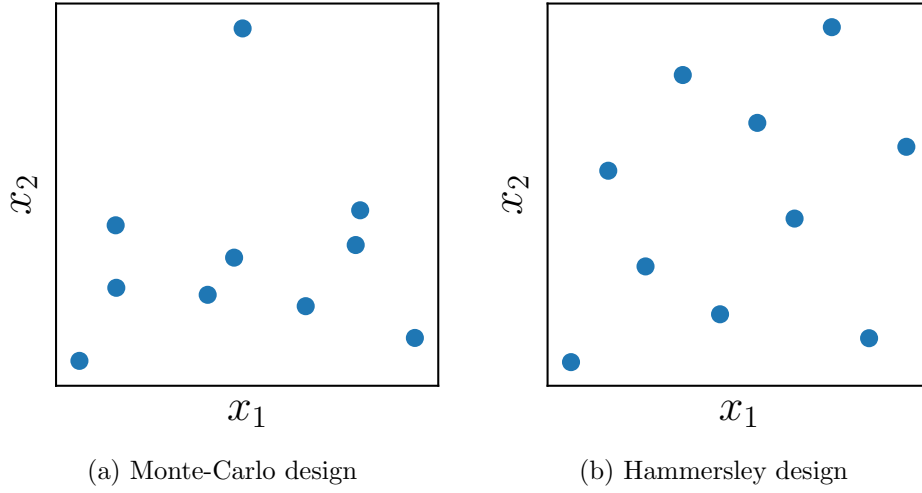 x₂
x₁
(a) Monte-Carlo design
x₂
x₁
(b) Hammersley design